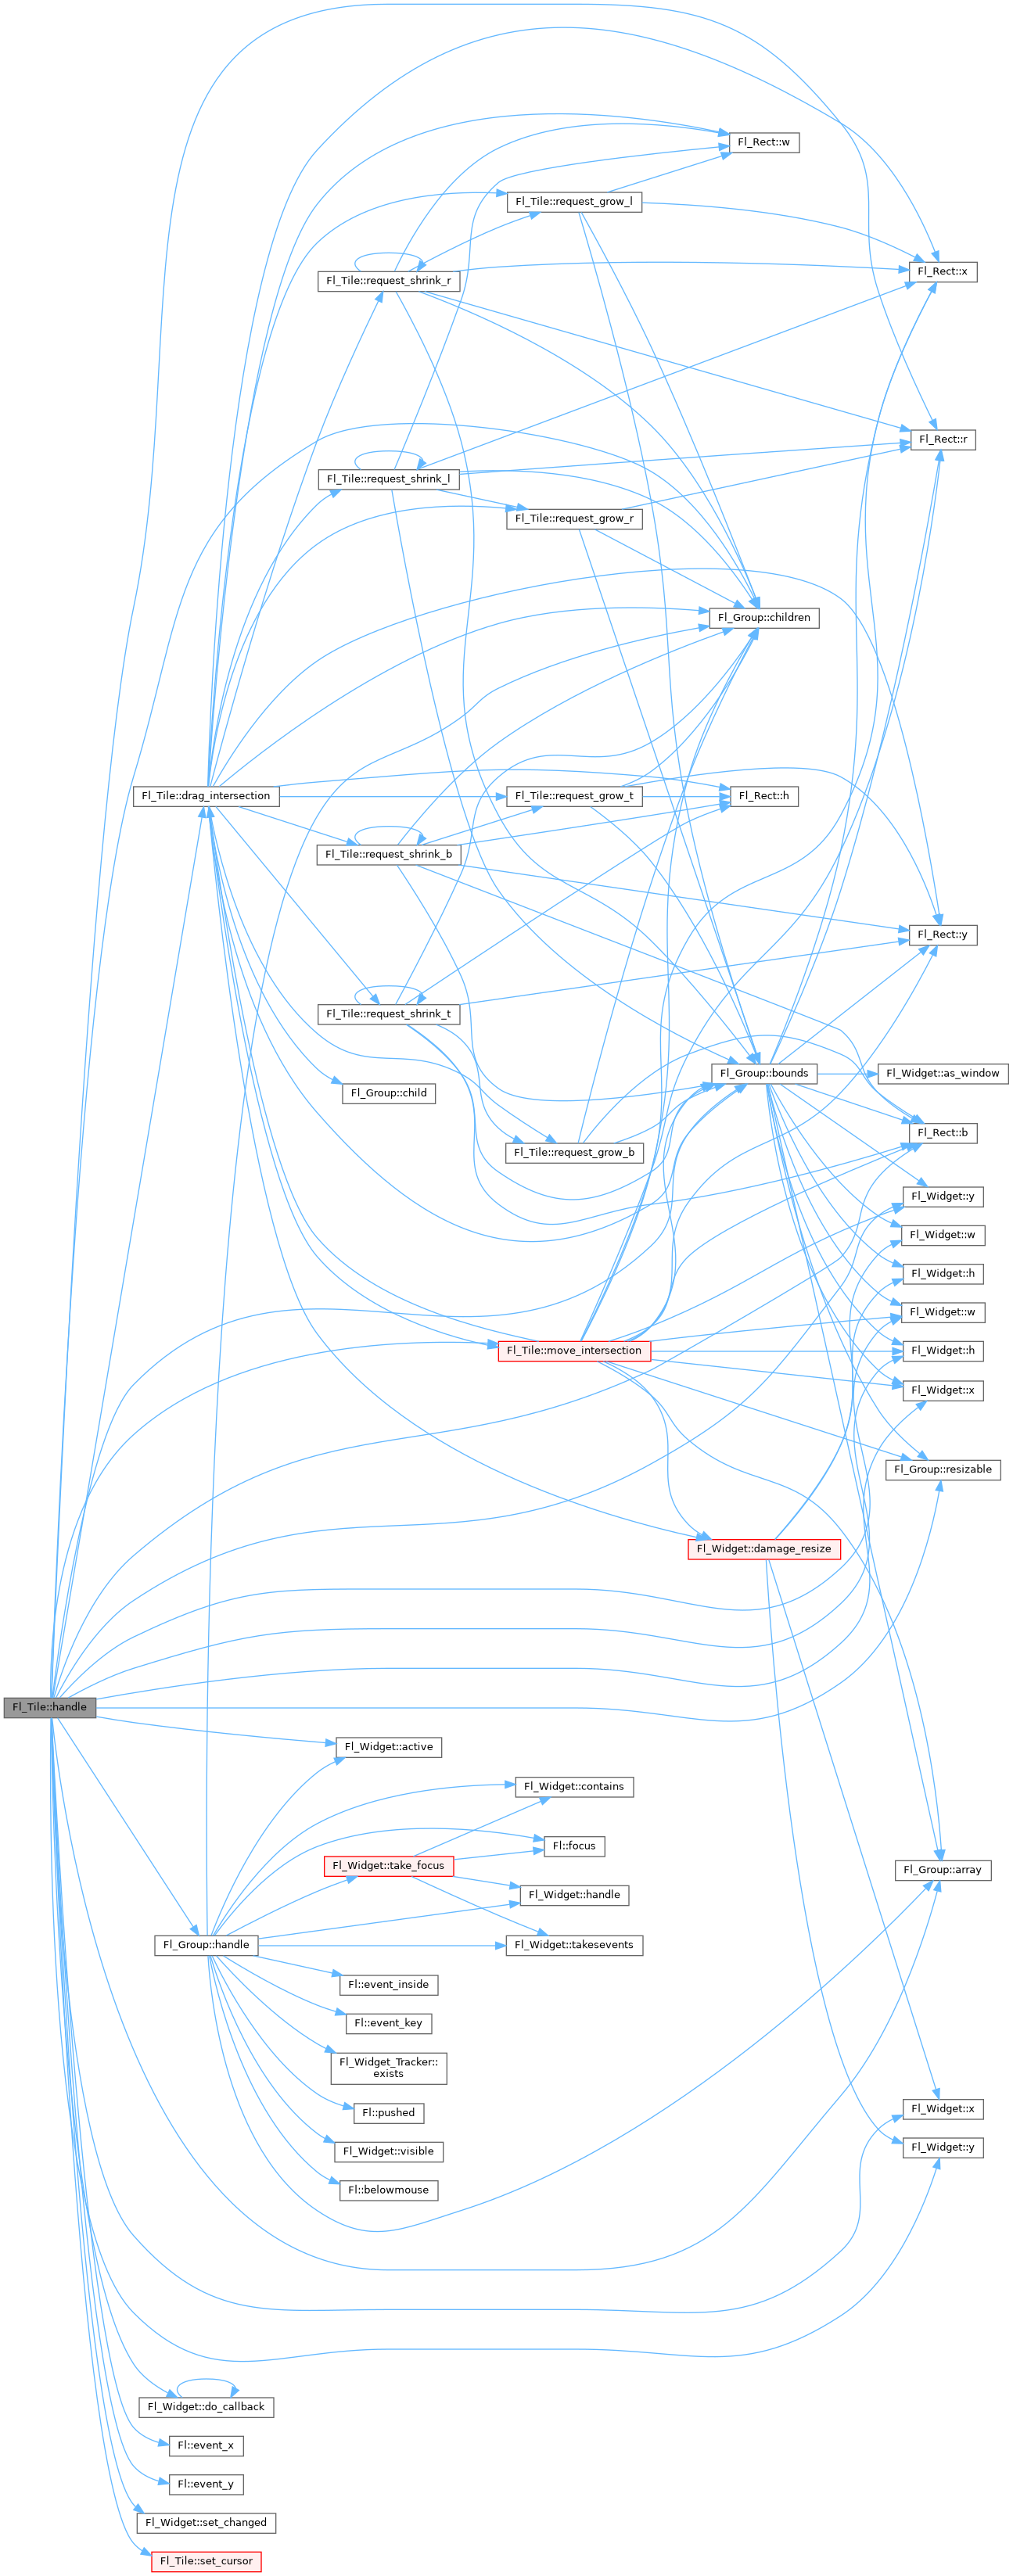 Fl_Rect::w
Fl_Tile::request_grow_l
Fl_Tile::request_shrink_r
Fl_Rect::x
Fl_Rect::r
Fl_Tile::request_shrink_l
Fl_Tile::request_grow_r
Fl_Group::children
Fl_Tile::drag_intersection
Fl_Tile::request_grow_t
Fl_Rect::h
Fl_Tile::request_shrink_b
Fl_Rect::y
Fl_Tile::request_shrink_t
Fl_Group::bounds
Fl_Widget::as_window
Fl_Group::child
Fl_Rect::b
Fl_Tile::request_grow_b
Fl_Widget::y
Fl_Widget::w
Fl_Widget::h
Fl_Widget::w
Fl_Tile::move_intersection
Fl_Widget::h
Fl_Widget::x
Fl_Group::resizable
Fl_Widget::damage_resize
Fl_Tile::handle
Fl_Widget::active
Fl_Widget::contains
Fl::focus
Fl_Widget::take_focus
Fl_Group::array
Fl_Widget::handle
Fl_Group::handle
Fl_Widget::takesevents
Fl::event_inside
Fl::event_key
Fl_Widget_Tracker::
exists
Fl_Widget::x
Fl::pushed
Fl_Widget::visible
Fl_Widget::y
Fl::belowmouse
Fl_Widget::do_callback
Fl::event_x
Fl::event_y
Fl_Widget::set_changed
Fl_Tile::set_cursor